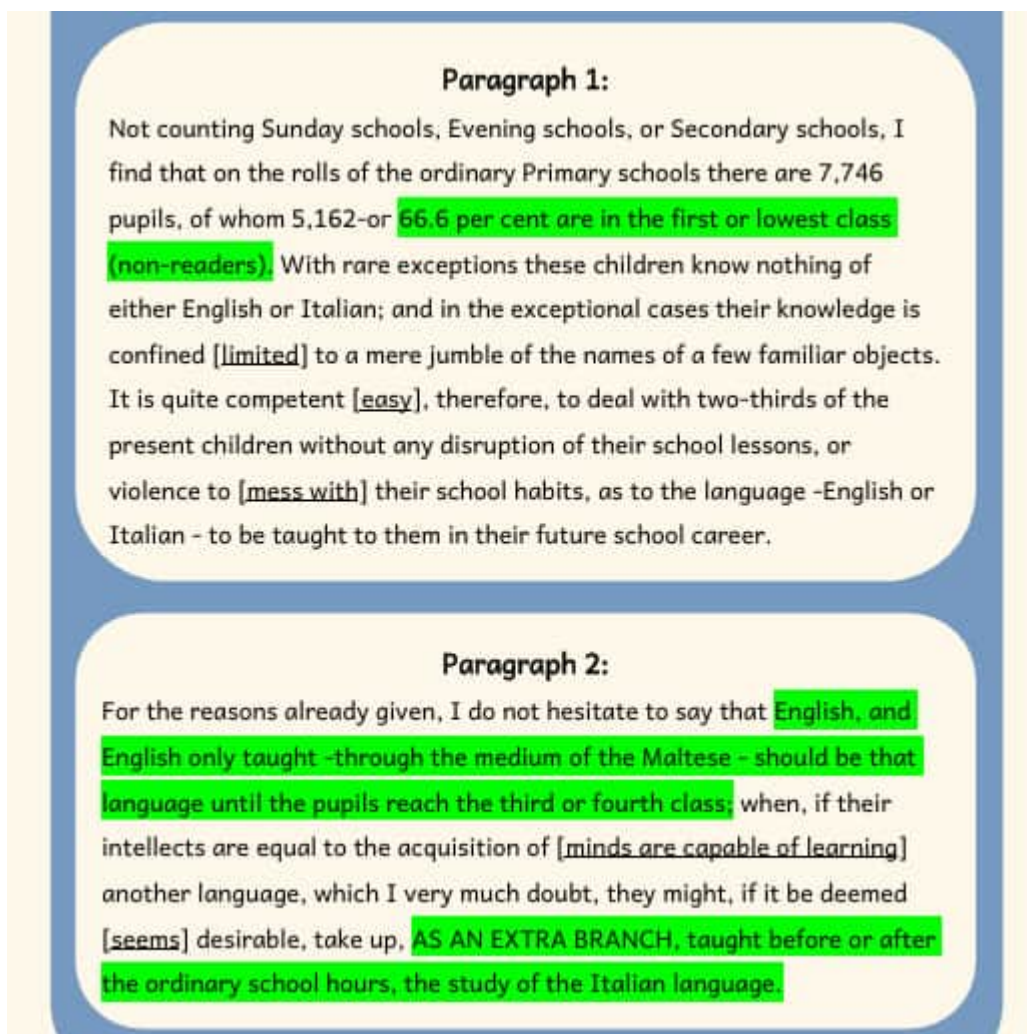 Paragraph 1:
Not counting Sunday schools, Evening schools, or Secondary schools, I
find that on the rolls of the ordinary Primary schools there are 7,746
pupils, of whom 5,162-or 66.6 per cent are in the first or lowest class
(non-readers). With rare exceptions these children know nothing of
either English or Italian; and in the exceptional cases their knowledge is
confined [limited] to a mere jumble of the names of a few familiar objects.
It is quite competent [easy], therefore, to deal with two-thirds of the
present children without any disruption of their school lessons, or
violence to [mess with] their school habits, as to the language -English or
Italian - to be taught to them in their future school career.
Paragraph 2:
For the reasons already given, I do not hesitate to say that English, and
English only taught -through the medium of the Maltese - should be that
language until the pupils reach the third or fourth class; when, if their
intellects are equal to the acquisition of [minds are capable of learning]
another language, which I very much doubt, they might, if it be deemed
[seems] desirable, take up, AS AN EXTRA BRANCH, taught before or after
the ordinary school hours, the study of the Italian language.